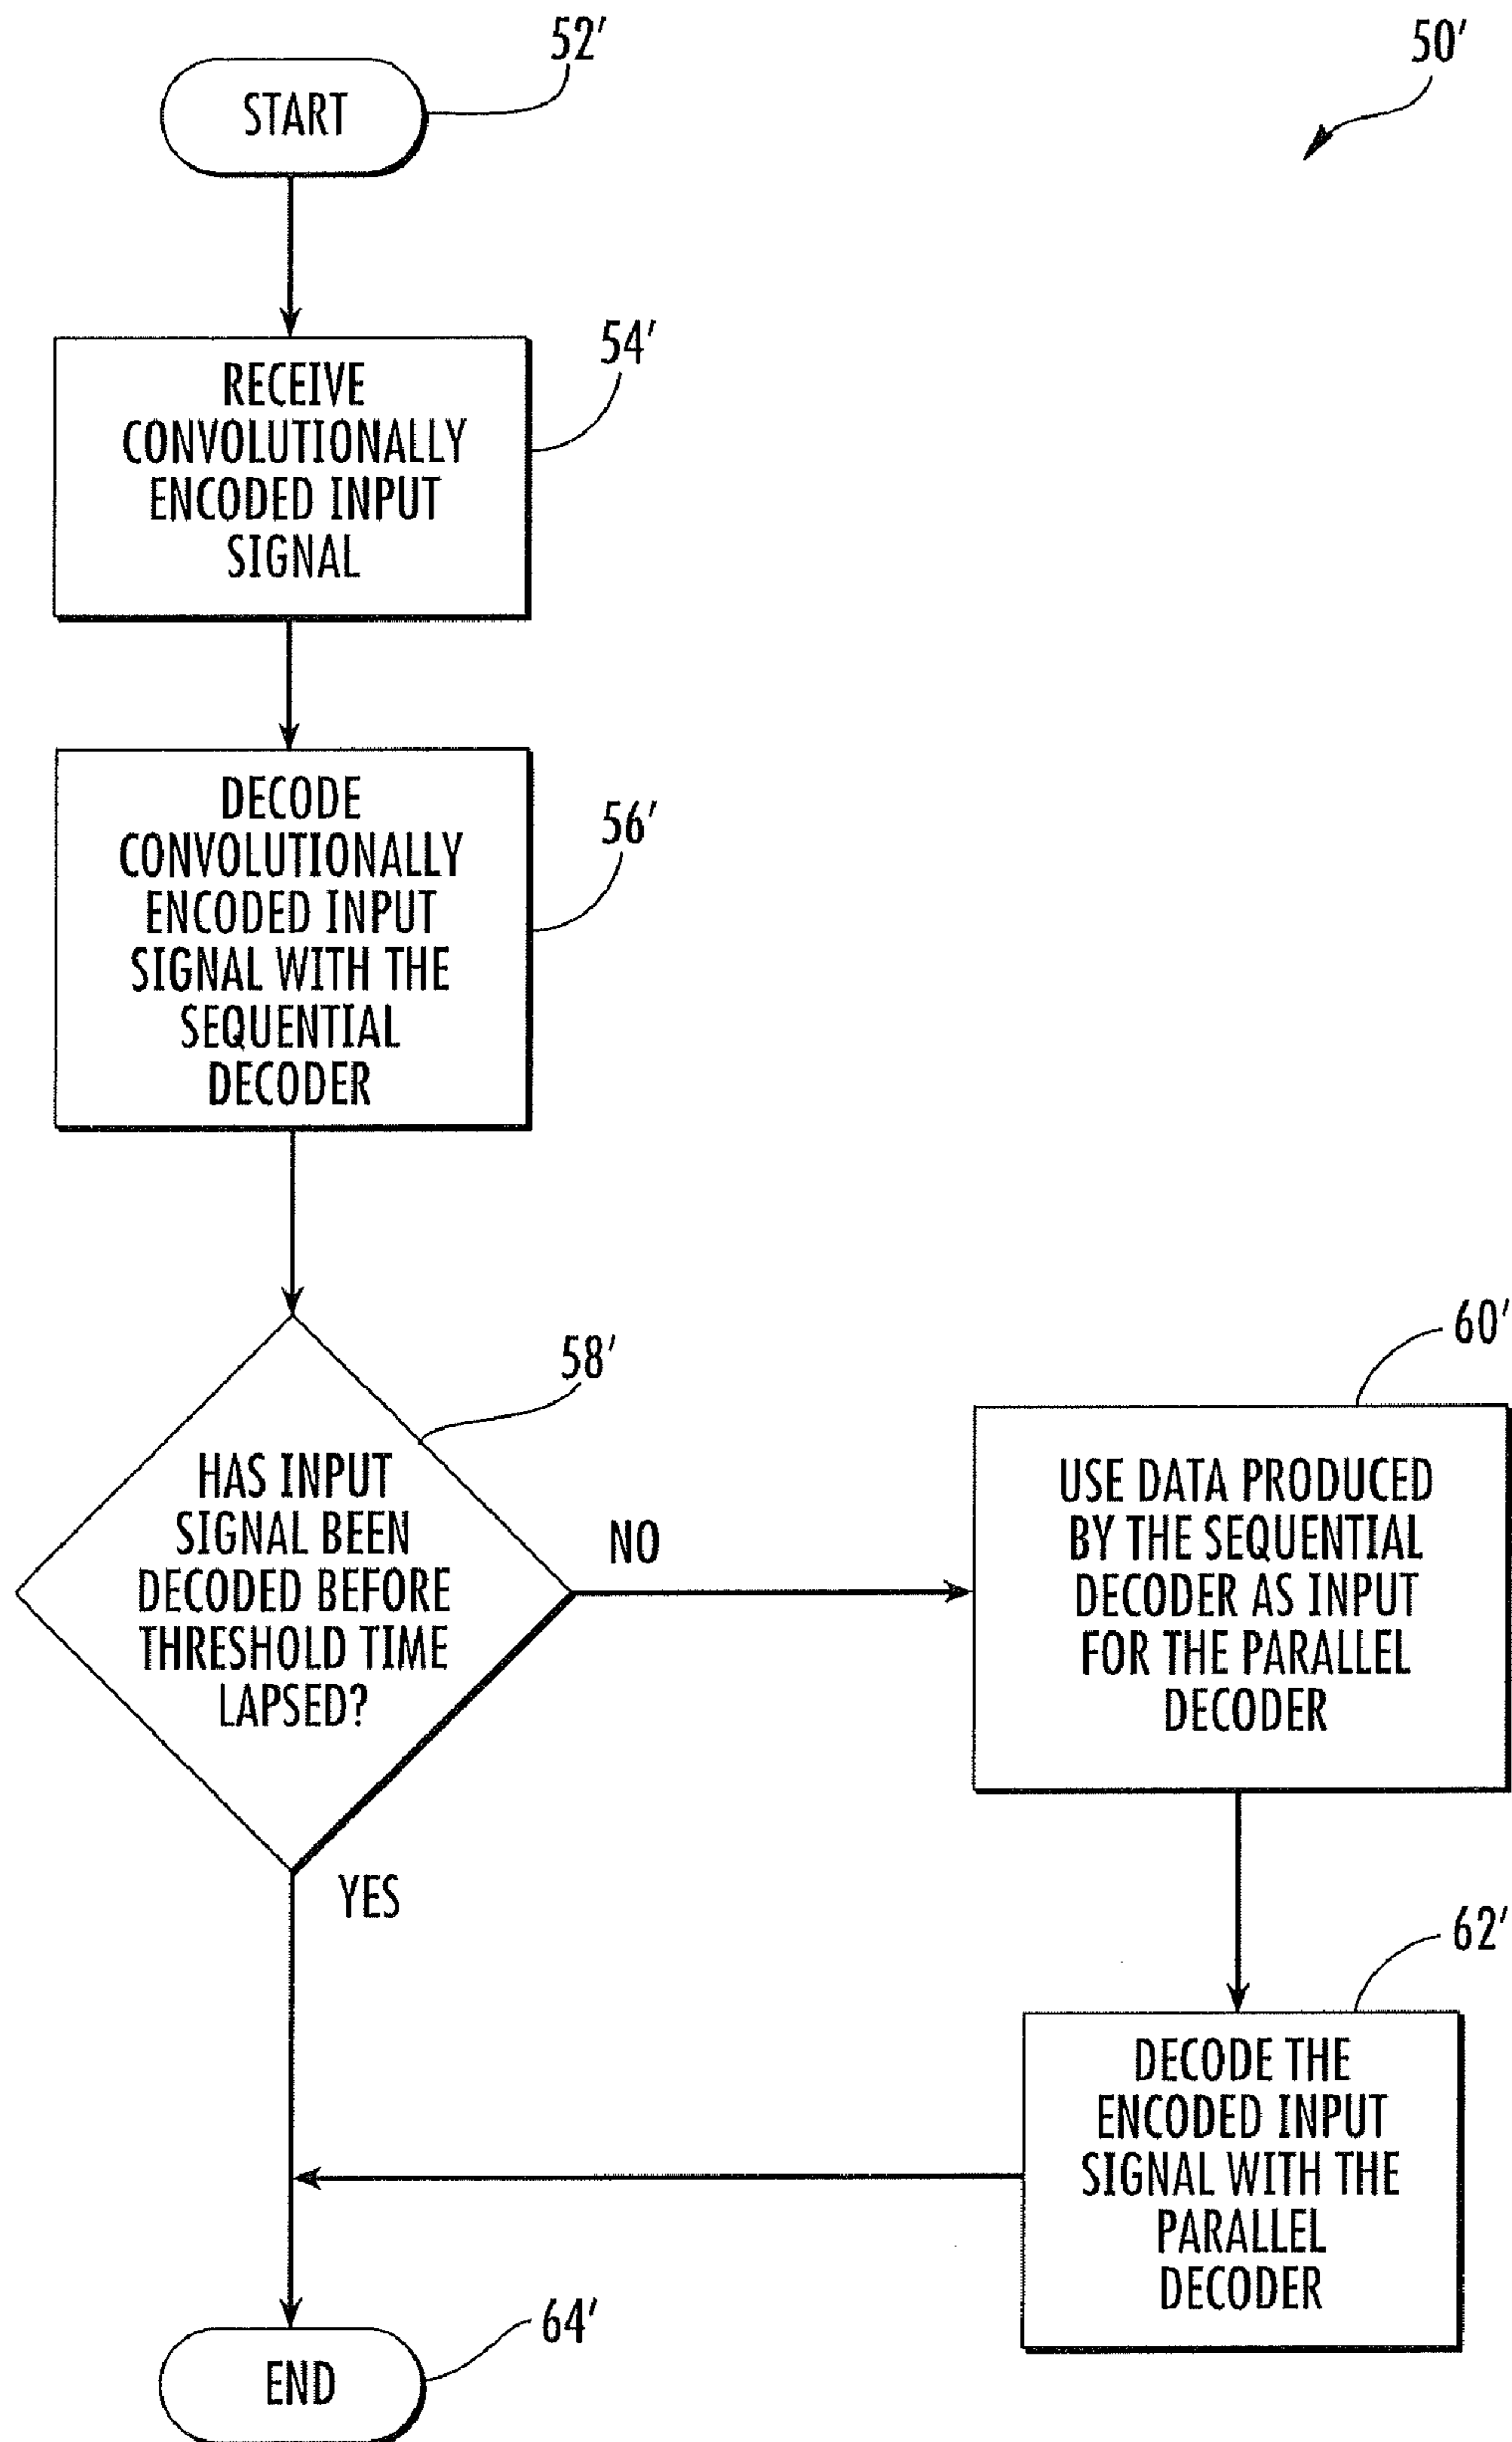 52'
50'
START
54'
RECEIVE
CONVOLUTIONALLY
ENCODED INPUT
SIGNAL
56'
DECODE
CONVOLUTIONALLY
ENCODED INPUT
SIGNAL WITH THE
SEQUENTIAL
DECODER
58'
HAS INPUT
SIGNAL BEEN
DECODED BEFORE
THRESHOLD TIME
LAPSED?
NO
YES
60'
USE DATA PRODUCED
BY THE SEQUENTIAL
DECODER AS INPUT
FOR THE PARALLEL
DECODER
62'
DECODE THE
ENCODED INPUT
SIGNAL WITH THE
PARALLEL
DECODER
64'
END